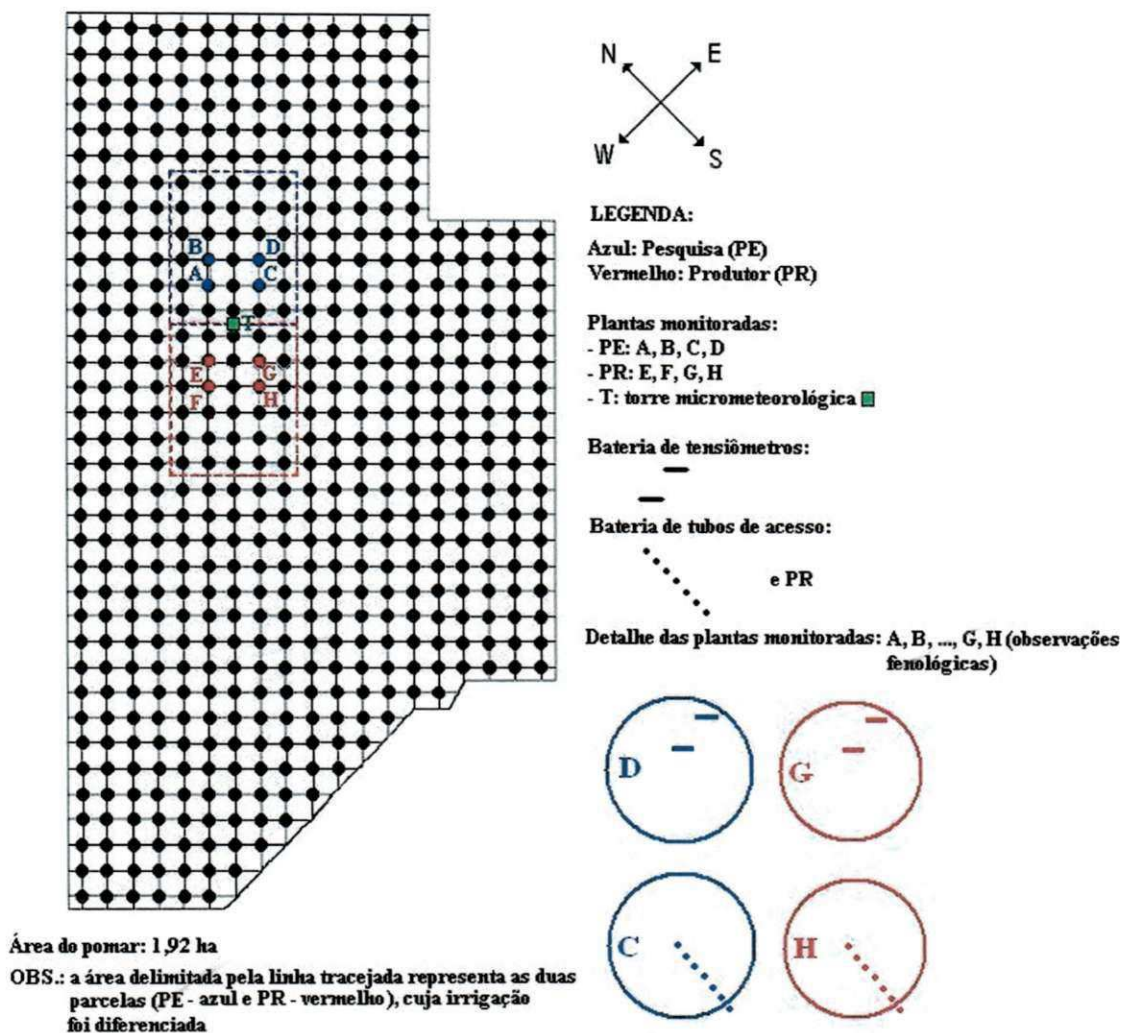 N
E
W
S
LEGENDA:
Azul: Pesquisa (PE)
Vermelho: Produtor (PR)
B
D
A
C
T
E
G
F
H
Plantas monitoradas:
- PE: A, B, C, D
- PR: E, F, G, H
- T: torre micrometeorológica
Bateria de tensiômetros:
Bateria de tubos de acesso:
e PR
Detalhe das plantas monitoradas: A, B, ..., G, H (observações
fenológicas)
D
G
C
H
Área do pomar: 1,92 ha
OBS.: a área delimitada pela linha tracejada representa as duas
parcelas (PE - azul e PR - vermelho), cuja irrigação
foi diferenciada